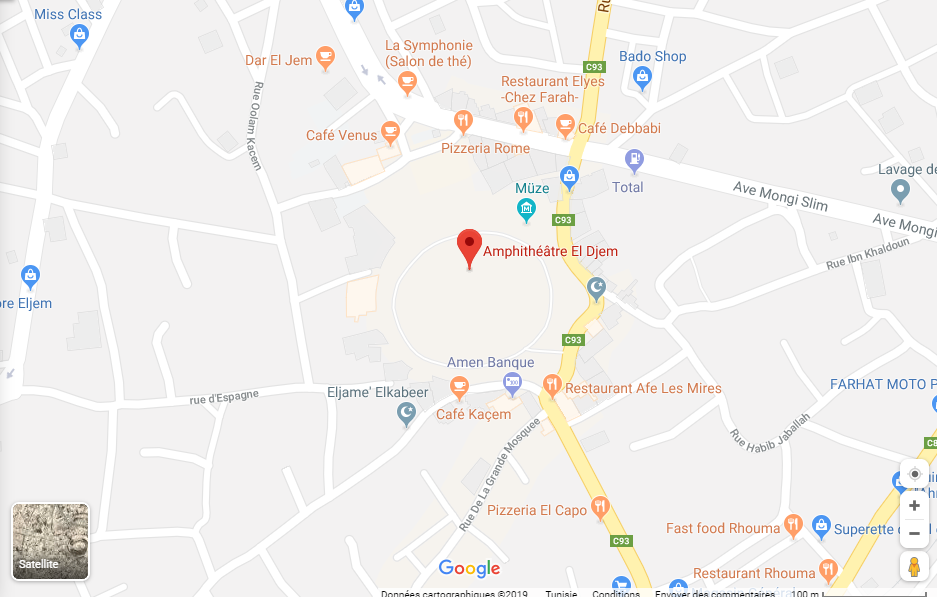 Miss Class
Dar El Jem
La Symphonie
(Salon de thé)
C93
Bado Shop
Restaurant Elyes
-Chez Farah-
Rue Oolam Kacem
Café Venus
Pizzeria Rome
Café Debbabi
Total
Lavage de
Müze
Ave Mongi Slim
C93
Ave Mongi
Amphithéâtre El Djem
Rue Ibn Khaldoun
re Eljem
C93
Amen Banque
Eljame' Elkabeer
Restaurant Afe Les Mires
FARHAT MOTO P
rue d'Espagne
Café Kaçem
Rue Habib Jaballah
Rue De La Grande Mosquee
Pizzeria El Capo
C93
Fast food Rhouma
Superette
Restaurant Rhouma
Satellite
Google
Données cartographiques ©2019 Tunisie Conditions Envoyer des commentaires 100 m